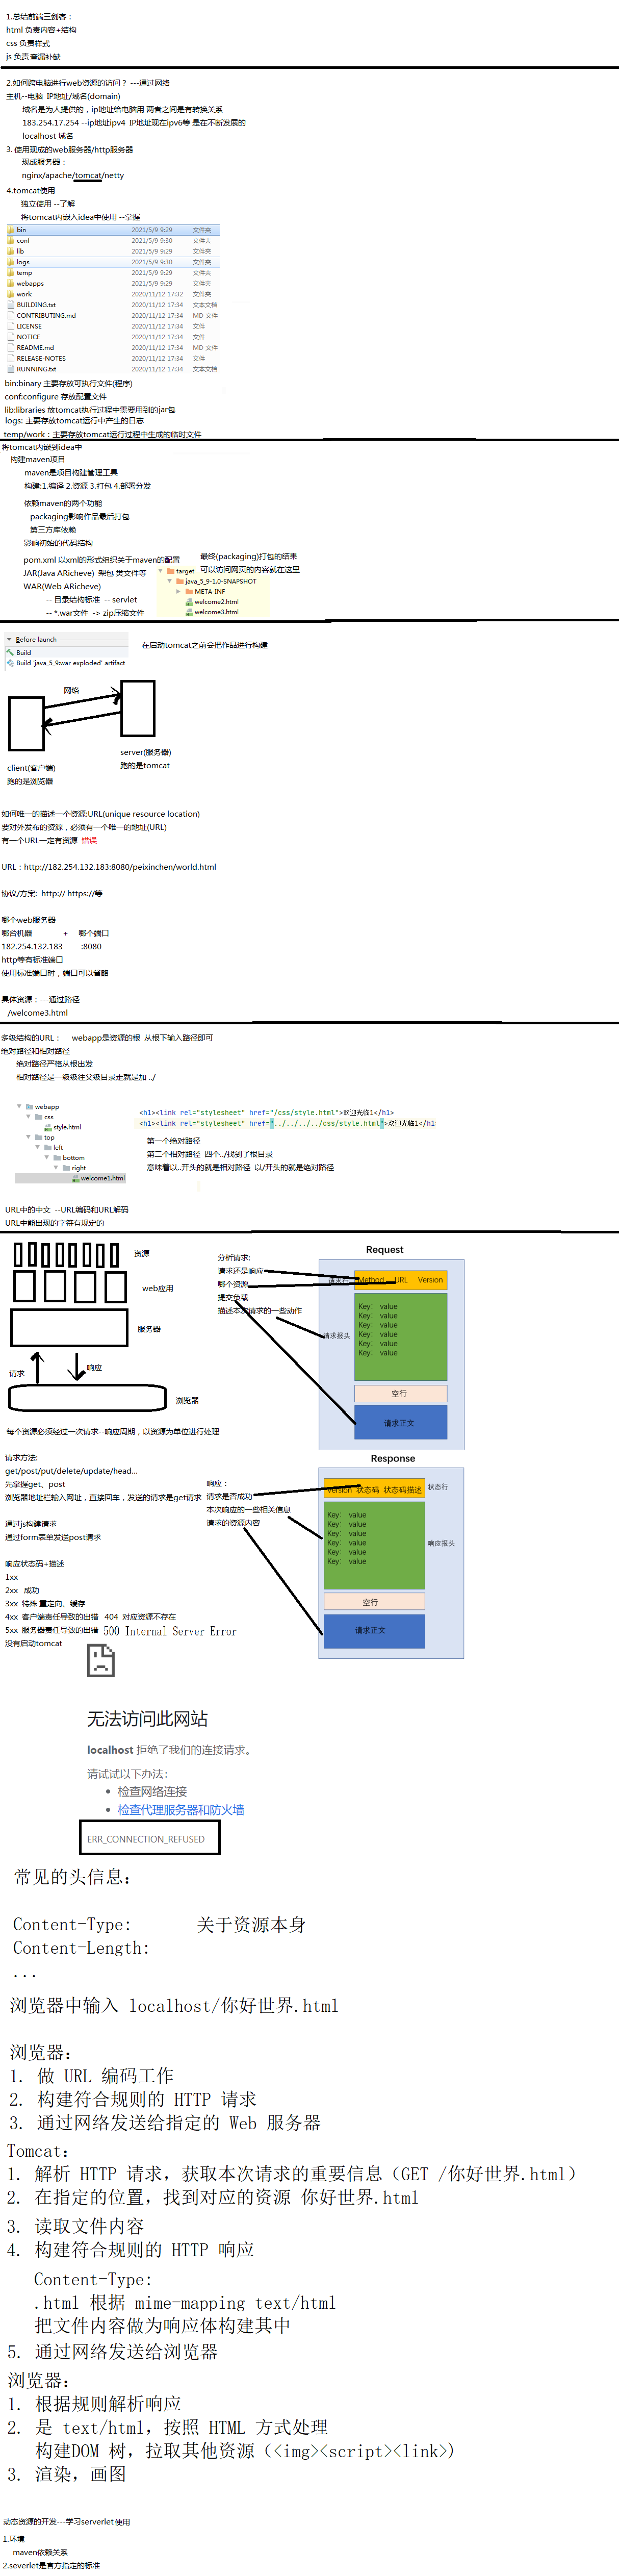 1.总结前端三剑客：
html 负责内容+结构
css 负责样式
js 负责查漏补缺
2.如何跨电脑进行web资源的访问？ ---通过网络
主机--电脑  IP地址/域名(domain)
域名是为人提供的，ip地址给电脑用 两者之间是有转换关系
183.254.17.254 --ip地址ipv4  IP地址现在ipv6等 是在不断发展的
localhost 域名
3. 使用现成的web服务器/http服务器
现成服务器：
nginx/apache/tomcat/netty
4.tomcat使用
独立使用 --了解
将tomcat内嵌入idea中使用 --掌握
bin 2021/5/9 9:29 文件夹
conf 2021/5/9 9:30 文件夹
lib 2021/5/9 9:29 文件夹
logs 2021/5/9 9:30 文件夹
temp 2021/5/9 9:29 文件夹
webapps 2021/5/9 9:29 文件夹
work 2020/11/12 17:32 文件夹
BUILDING.txt 2020/11/12 17:34 文本文档
CONTRIBUTING.md 2020/11/12 17:34 MD 文件
LICENSE 2020/11/12 17:34 文件
NOTICE 2020/11/12 17:34 文件
README.md 2020/11/12 17:34 MD 文件
RELEASE-NOTES 2020/11/12 17:34 文件
RUNNING.txt 2020/11/12 17:34 文本文档
bin:binary 主要存放可执行文件(程序)
conf:configure 存放配置文件
lib:libraries 放tomcat执行过程中需要用到的jar包
logs: 主要存放tomcat运行中产生的日志
temp/work：主要存放tomcat运行过程中生成的临时文件
将tomcat内嵌到idea中
构建maven项目
maven是项目构建管理工具
构建:1.编译 2.资源 3.打包 4.部署分发
依赖maven的两个功能
packaging影响作品最后打包
第三方库依赖
影响初始的代码结构
pom.xml 以xml的形式组织关于maven的配置
JAR(Java ARicheve)  架包 类文件等
WAR(Web ARicheve)
-- 目录结构标准  -- servlet
-- *.war文件  -> zip压缩文件
最终{packaging}打包的结果
可以访问网页的内容就在这里
target
java_5_9-1.0-SNAPSHOT
META-INF
welcome2.html
welcome3.html
Before launch
Build
Build 'java_5_9:war exploded' artifact
在启动tomcat之前会把作品进行构建
网络
server(服务器)
跑的是tomcat
client(客户端)
跑的是浏览器
如何唯一的描述一个资源:URL(unique resource location)
要对外发布的资源，必须有一个唯一的地址(URL)
有一个URL一定有资源  错误
URL：http://182.254.132.183:8080/peixinchen/world.html
协议/方案:  http:// https://等
哪个web服务器
哪台机器 + 哪个端口
182.254.132.183 :8080
http等有标准端口
使用标准端口时，端口可以省略
具体资源：---通过路径
/welcome3.html
多级结构的URL： webapp是资源的根 从根下输入路径即可
绝对路径和相对路径
绝对路径严格从根出发
相对路径是一级级往父级目录走就是加 ../
webapp
css
style.html
top
left
bottom
right
welcome1.html
<h1><link rel="stylesheet" href="/css/style.html">欢迎光临1</h1>
<h1><link rel="stylesheet" href="../../../../css/style.html">欢迎光临1</h1
第一个绝对路径
第二个相对路径  四个../找到了根目录
意味着以..开头的就是相对路径  以/开头的就是绝对路径
URL中的中文  --URL编码和URL解码
URL中能出现的字符有规定的
资源
web应用
服务器
请求
响应
浏览器
每个资源必须经过一次请求--响应周期，以资源为单位进行处理
分析请求:
请求还是响应
哪个资源
提交负载
描述本次请求的一些动作
Request
请求行 Method URL Version
请求报头
Key： value
Key： value
Key： value
Key： value
Key： value
Key： value
空行
请求正文
请求方法:
get/post/put/delete/update/head...
先掌握get、post
浏览器地址栏输入网址，直接回车，发送的请求是get请求
通过js构建请求
通过form表单发送post请求
响应：
请求是否成功
本次响应的一些相关信息
请求的资源内容
Response
Version 状态码 状态码描述 状态行
响应报头
Key： value
Key： value
Key： value
Key： value
Key： value
Key： value
空行
请求正文
响应状态码+描述
1xx
2xx   成功
3xx  特殊 重定向、缓存
4xx  客户端责任导致的出错   404  对应资源不存在
5xx  服务器责任导致的出错  500 Internal Server Error
没有启动tomcat
无法访问此网站
localhost 拒绝了我们的连接请求。
请试试以下办法：
• 检查网络连接
• 检查代理服务器和防火墙
ERR_CONNECTION_REFUSED
常见的头信息：
Content-Type: 关于资源本身
Content-Length:
...
浏览器中输入 localhost/你好世界.html
浏览器：
1. 做 URL 编码工作
2. 构建符合规则的 HTTP 请求
3. 通过网络发送给指定的 Web 服务器
Tomcat：
1. 解析 HTTP 请求，获取本次请求的重要信息（GET /你好世界.html）
2. 在指定的位置，找到对应的资源 你好世界.html
3. 读取文件内容
4. 构建符合规则的 HTTP 响应
Content-Type:
.html 根据 mime-mapping text/html
把文件内容做为响应体构建其中
5. 通过网络发送给浏览器
浏览器：
1. 根据规则解析响应
2. 是 text/html，按照 HTML 方式处理
构建DOM 树，拉取其他资源（<img><script><link>)
3. 渲染，画图
动态资源的开发---学习serverlet使用
1.环境
maven依赖关系
2.severlet是官方指定的标准